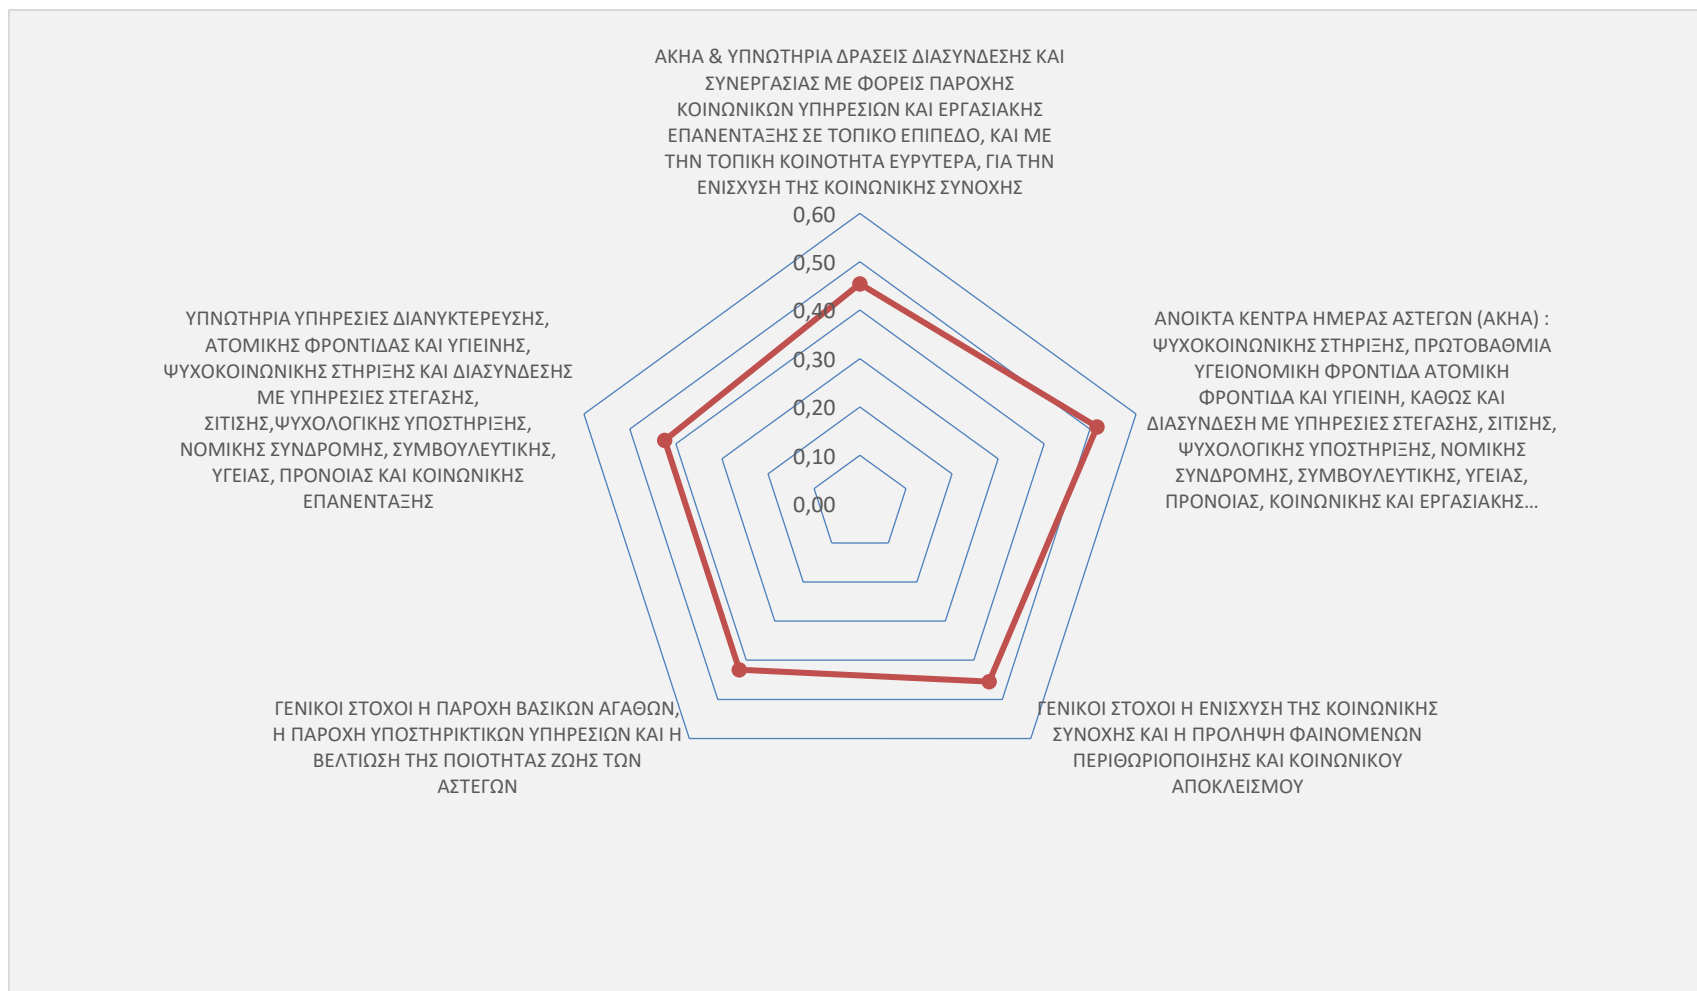 ΑΚΗΑ & ΥΠΝΩΤΗΡΙΑ ΔΡΑΣΕΙΣ ΔΙΑΣΥΝΔΕΣΗΣ ΚΑΙ
ΣΥΝΕΡΓΑΣΙΑΣ ΜΕ ΦΟΡΕΙΣ ΠΑΡΟΧΗΣ
ΚΟΙΝΩΝΙΚΩΝ ΥΠΗΡΕΣΙΩΝ ΚΑΙ ΕΡΓΑΣΙΑΚΗΣ
ΕΠΑΝΕΝΤΑΞΗΣ ΣΕ ΤΟΠΙΚΟ ΕΠΙΠΕΔΟ, ΚΑΙ ΜΕ
ΤΗΝ ΤΟΠΙΚΗ ΚΟΙΝΟΤΗΤΑ ΕΥΡΥΤΕΡΑ, ΓΙΑ ΤΗΝ
ΕΝΙΣΧΥΣΗ ΤΗΣ ΚΟΙΝΩΝΙΚΗΣ ΣΥΝΟΧΗΣ
0,60
0,50
0,40
0,30
0,20
0,10
0,00
ΑΝΟΙΚΤΑ ΚΕΝΤΡΑ ΗΜΕΡΑΣ ΑΣΤΕΓΩΝ (ΑΚΗΑ) :
ΨΥΧΟΚΟΙΝΩΝΙΚΗΣ ΣΤΗΡΙΞΗΣ, ΠΡΩΤΟΒΑΘΜΙΑ
ΥΓΕΙΟΝΟΜΙΚΗ ΦΡΟΝΤΙΔΑ ΑΤΟΜΙΚΗ
ΦΡΟΝΤΙΔΑ ΚΑΙ ΥΓΙΕΙΝΗ, ΚΑΘΩΣ ΚΑΙ
ΔΙΑΣΥΝΔΕΣΗ ΜΕ ΥΠΗΡΕΣΙΕΣ ΣΤΕΓΑΣΗΣ, ΣΙΤΙΣΗΣ,
ΨΥΧΟΛΟΓΙΚΗΣ ΥΠΟΣΤΗΡΙΞΗΣ, ΝΟΜΙΚΗΣ
ΣΥΝΔΡΟΜΗΣ, ΣΥΜΒΟΥΛΕΥΤΙΚΗΣ, ΥΓΕΙΑΣ,
ΠΡΟΝΟΙΑΣ, ΚΟΙΝΩΝΙΚΗΣ ΚΑΙ ΕΡΓΑΣΙΑΚΗΣ...
ΓΕΝΙΚΟΙ ΣΤΟΧΟΙ Η ΕΝΙΣΧΥΣΗ ΤΗΣ ΚΟΙΝΩΝΙΚΗΣ
ΣΥΝΟΧΗΣ ΚΑΙ Η ΠΡΟΛΗΨΗ ΦΑΙΝΟΜΕΝΩΝ
ΠΕΡΙΘΩΡΙΟΠΟΙΗΣΗΣ ΚΑΙ ΚΟΙΝΩΝΙΚΟΥ
ΑΠΟΚΛΕΙΣΜΟΥ
ΓΕΝΙΚΟΙ ΣΤΟΧΟΙ Η ΠΑΡΟΧΗ ΒΑΣΙΚΩΝ ΑΓΑΘΩΝ,
Η ΠΑΡΟΧΗ ΥΠΟΣΤΗΡΙΚΤΙΚΩΝ ΥΠΗΡΕΣΙΩΝ ΚΑΙ Η
ΒΕΛΤΙΩΣΗ ΤΗΣ ΠΟΙΟΤΗΤΑΣ ΖΩΗΣ ΤΩΝ
ΑΣΤΕΓΩΝ
ΥΠΝΩΤΗΡΙΑ ΥΠΗΡΕΣΙΕΣ ΔΙΑΝΥΚΤΕΡΕΥΣΗΣ,
ΑΤΟΜΙΚΗΣ ΦΡΟΝΤΙΔΑΣ ΚΑΙ ΥΓΙΕΙΝΗΣ,
ΨΥΧΟΚΟΙΝΩΝΙΚΗΣ ΣΤΗΡΙΞΗΣ ΚΑΙ ΔΙΑΣΥΝΔΕΣΗΣ
ΜΕ ΥΠΗΡΕΣΙΕΣ ΣΤΕΓΑΣΗΣ,
ΣΙΤΙΣΗΣ,ΨΥΧΟΛΟΓΙΚΗΣ ΥΠΟΣΤΗΡΙΞΗΣ,
ΝΟΜΙΚΗΣ ΣΥΝΔΡΟΜΗΣ, ΣΥΜΒΟΥΛΕΥΤΙΚΗΣ,
ΥΓΕΙΑΣ, ΠΡΟΝΟΙΑΣ ΚΑΙ ΚΟΙΝΩΝΙΚΗΣ
ΕΠΑΝΕΝΤΑΞΗΣ